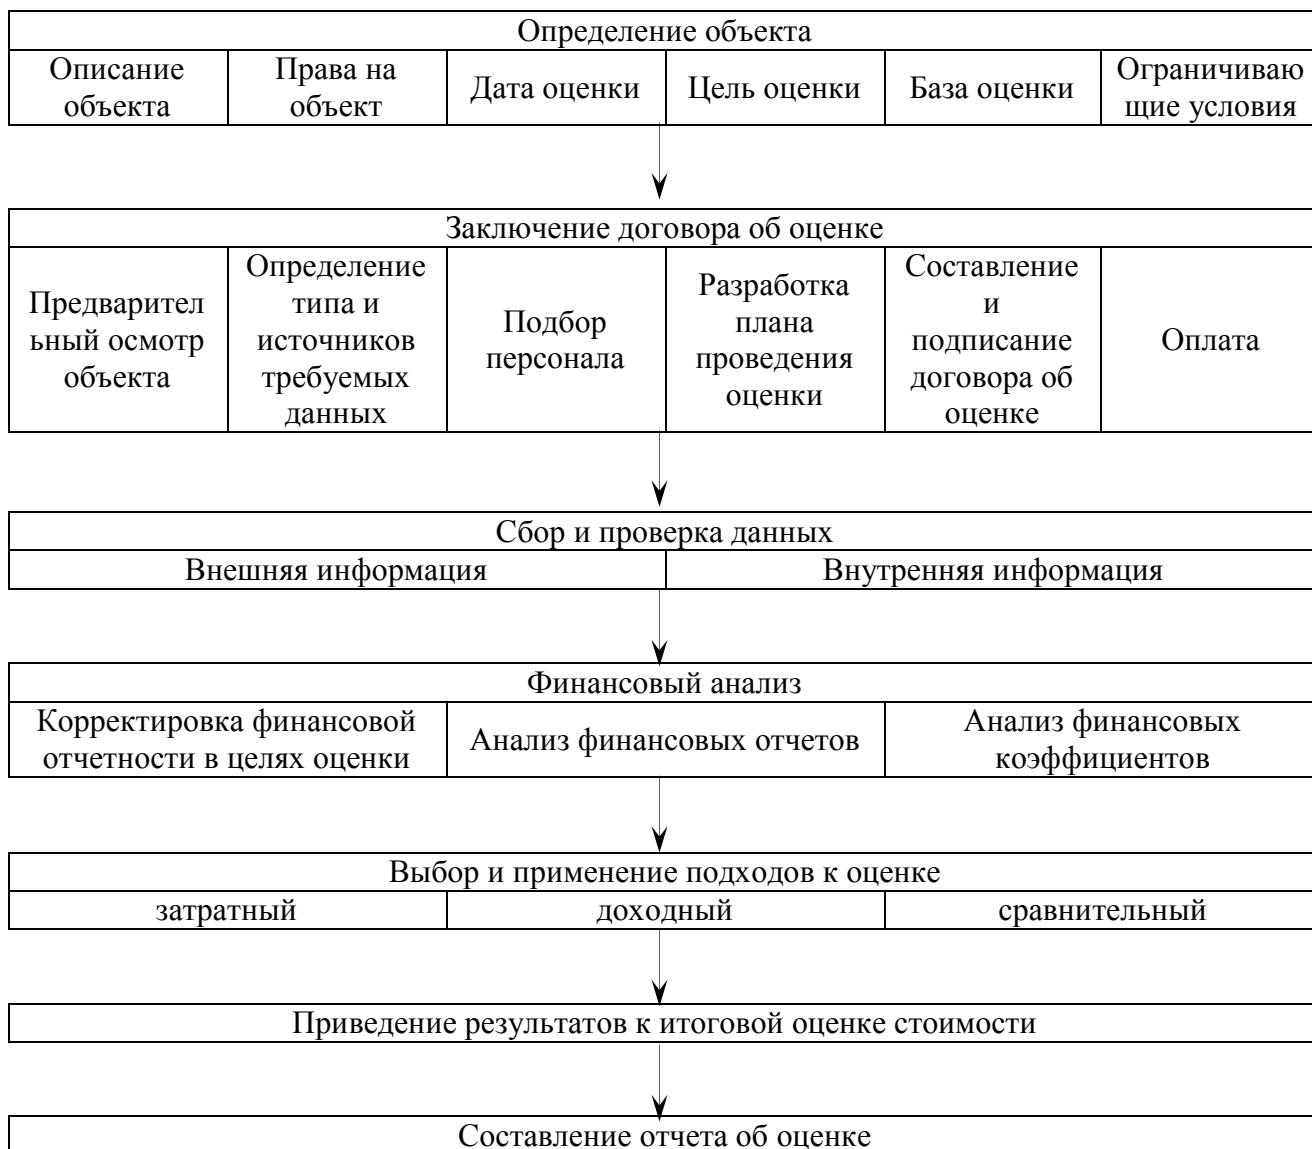 Определение объекта
Описание
объекта
Права на
объект
Дата оценки
Цель оценки
База оценки
Ограничиваю
щие условия
Заключение договора об оценке
Предварител
ьный осмотр
объекта
Определение
типа и
источников
требуемых
данных
Подбор
персонала
Разработка
плана
проведения
оценки
Составление
и
подписание
договора об
оценке
Оплата
Сбор и проверка данных
Внешняя информация
Внутренняя информация
Финансовый анализ
Корректировка финансовой
отчетности в целях оценки
Анализ финансовых отчетов
Анализ финансовых
коэффициентов
Выбор и применение подходов к оценке
затратный
доходный
сравнительный
Приведение результатов к итоговой оценке стоимости
Составление отчета об оценке